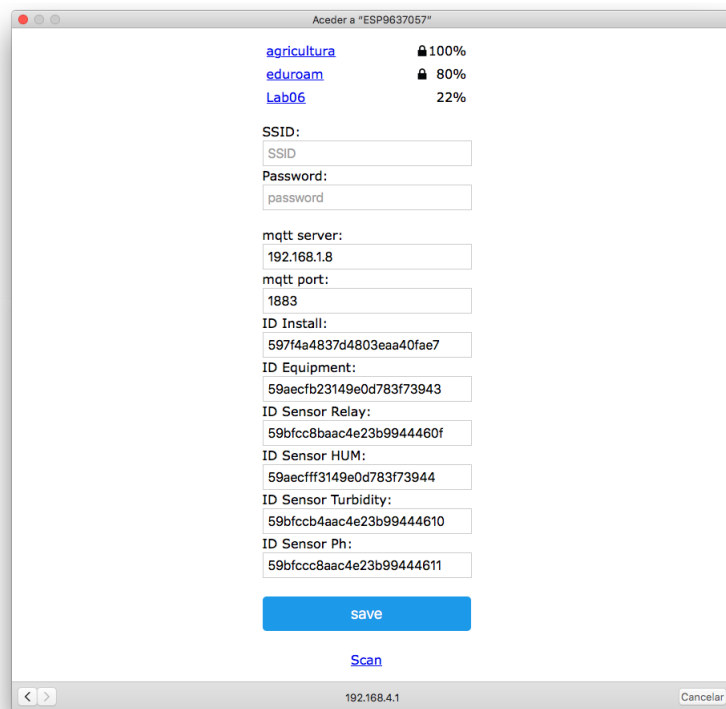 Aceder a “ESP9637057”
agricultura 100%
eduroam 80%
Lab06 22%
SSID:
SSID
Password:
password
mqtt server:
192.168.1.8
mqtt port:
1883
ID Install:
597f4a4837d4803eaa40fae7
ID Equipment:
59aecfb23149e0d783f73943
ID Sensor Relay:
59bfcc8baac4e23b9944460f
ID Sensor HUM:
59aecfff3149e0d783f73944
ID Sensor Turbidity:
59bfccb4aac4e23b99444610
ID Sensor Ph:
59bfccc8aac4e23b99444611
save
Scan
192.168.4.1
Cancelar